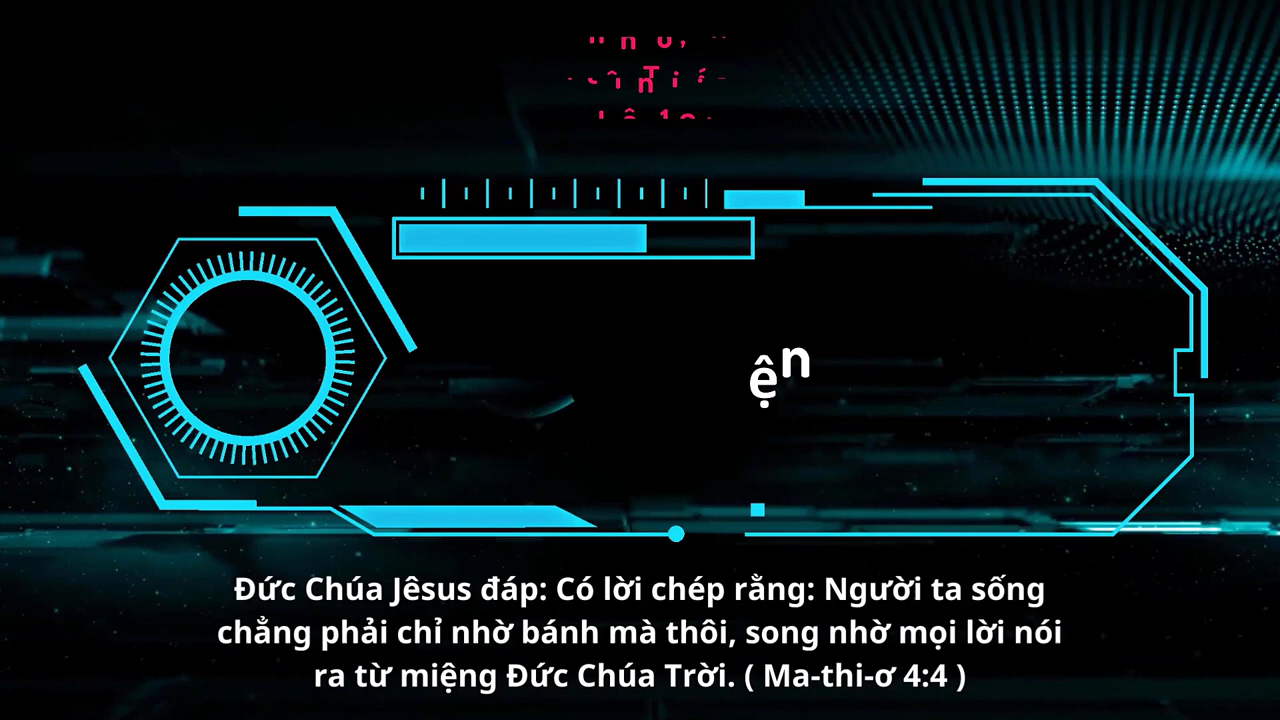 ện
Đức Chúa Jêsus đáp: Có lời chép rằng: Người ta sống
chẳng phải chỉ nhờ bánh mà thôi, song nhờ mọi lời nói
ra từ miệng Đức Chúa Trời. ( Ma-thi-ơ 4:4 )